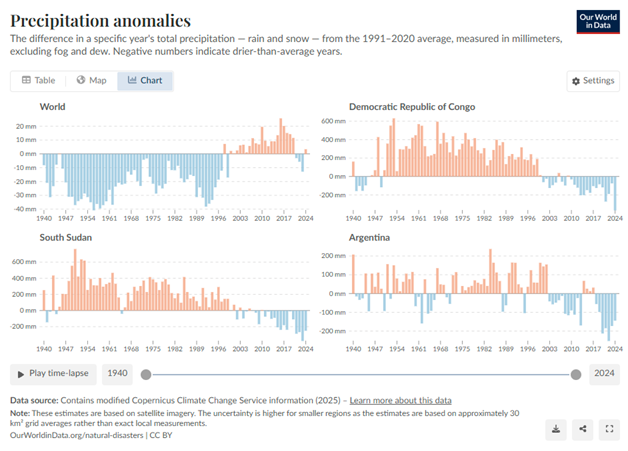 Precipitation anomalies
Our World
in Data
The difference in a specific year's total precipitation — rain and snow — from the 1991–2020 average, measured in millimeters,
excluding fog and dew. Negative numbers indicate drier-than-average years.
Table
Map
Chart
Settings
World
20 mm
10 mm
0 mm
-10 mm
-20 mm
-30 mm
-40 mm
1940 1947 1954 1961 1968 1975 1982 1989 1996 2003 2010 2024
Democratic Republic of Congo
600 mm
400 mm
200 mm
0 mm
-200 mm
1940 1947 1954 1961 1968 1975 1982 1989 1996 2003 2010 2024
South Sudan
600 mm
400 mm
200 mm
0 mm
-200 mm
1940 1947 1954 1961 1968 1975 1982 1989 1996 2003 2010 2024
Argentina
200 mm
100 mm
0 mm
-100 mm
-200 mm
1940 1947 1954 1961 1968 1975 1982 1989 1996 2003 2010 2024
Play time-lapse
1940
2024
Data source: Contains modified Copernicus Climate Change Service information (2025) – Learn more about this data
Note: These estimates are based on satellite imagery. The uncertainty is higher for smaller regions as the estimates are based on approximately 30
km² grid averages rather than exact local measurements.
OurWorldinData.org/natural-disasters | CC BY